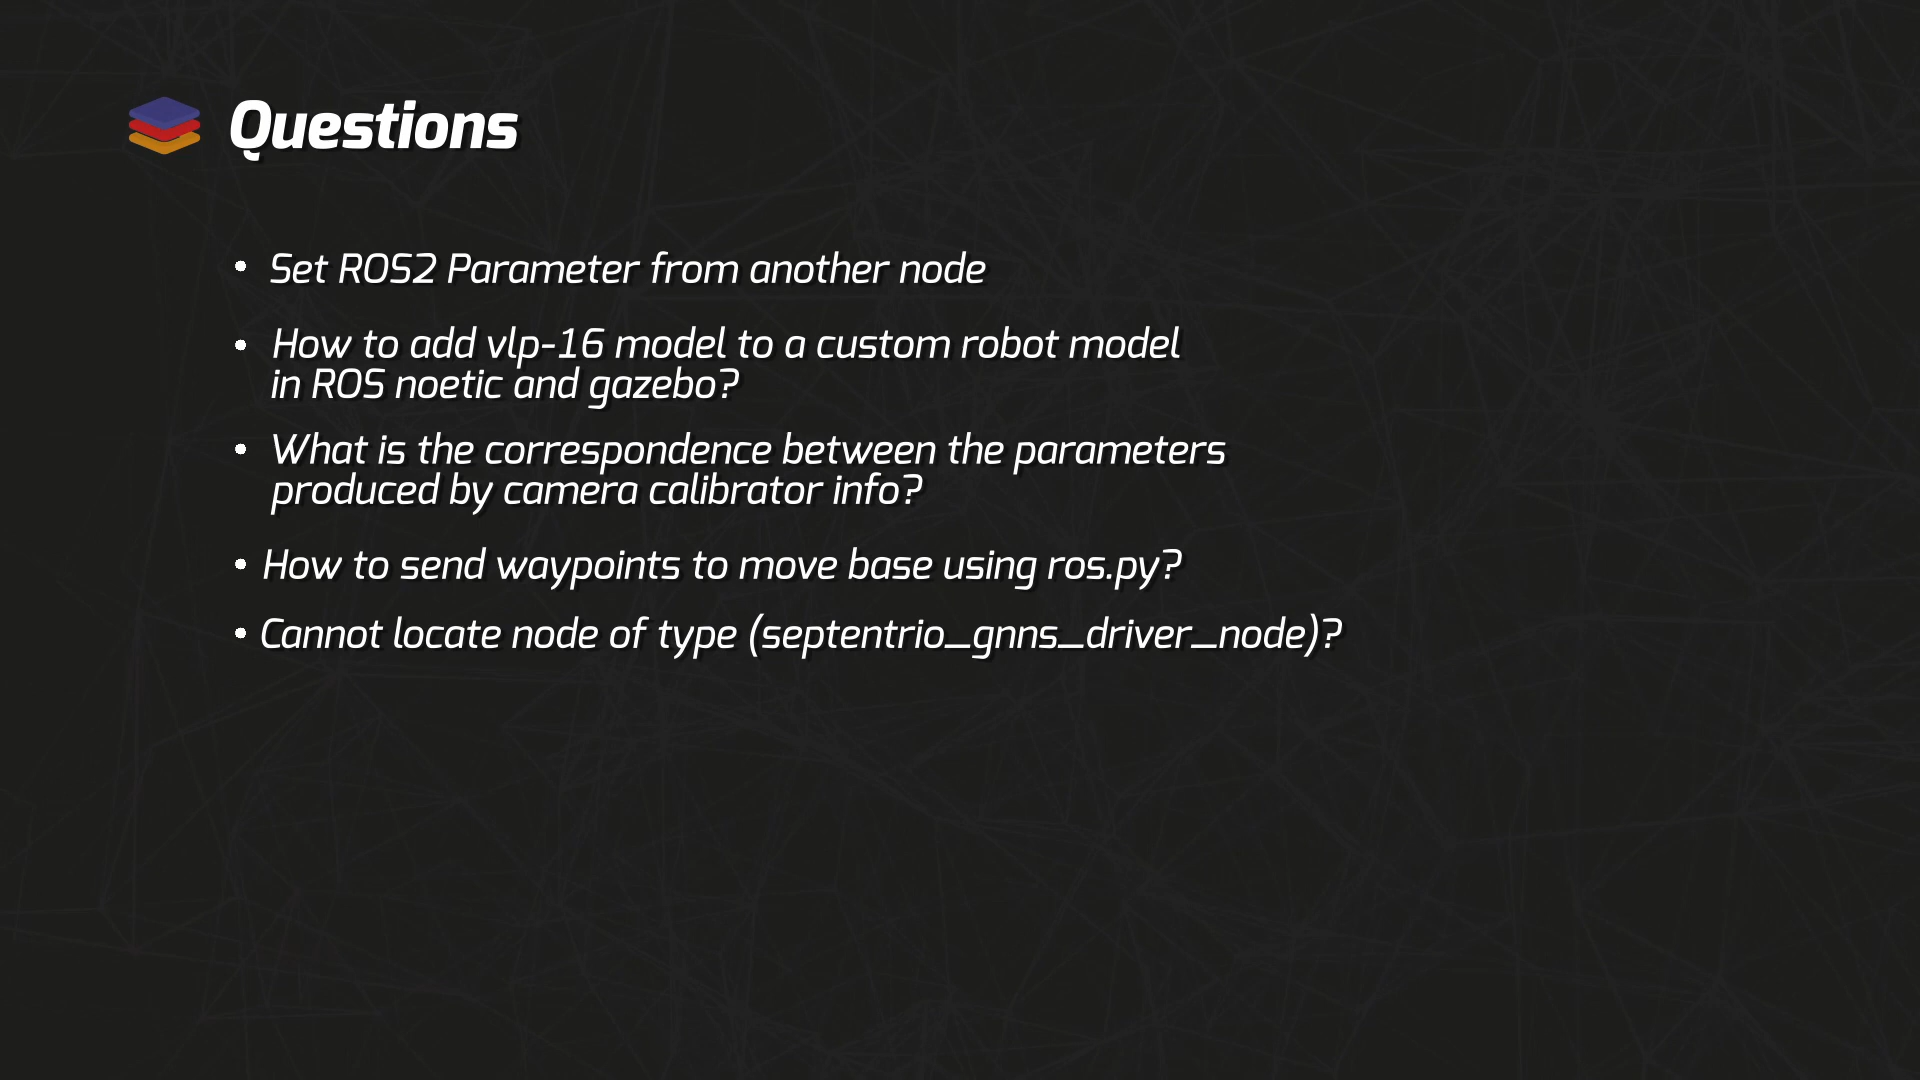 Questions
• Set ROS2 Parameter from another node
• How to add vlp-16 model to a custom robot model
in ROS noetic and gazebo?
• What is the correspondence between the parameters
produced by camera calibrator info?
• How to send waypoints to move base using ros.py?
• Cannot locate node of type (septentrio_gnns_driver_node)?